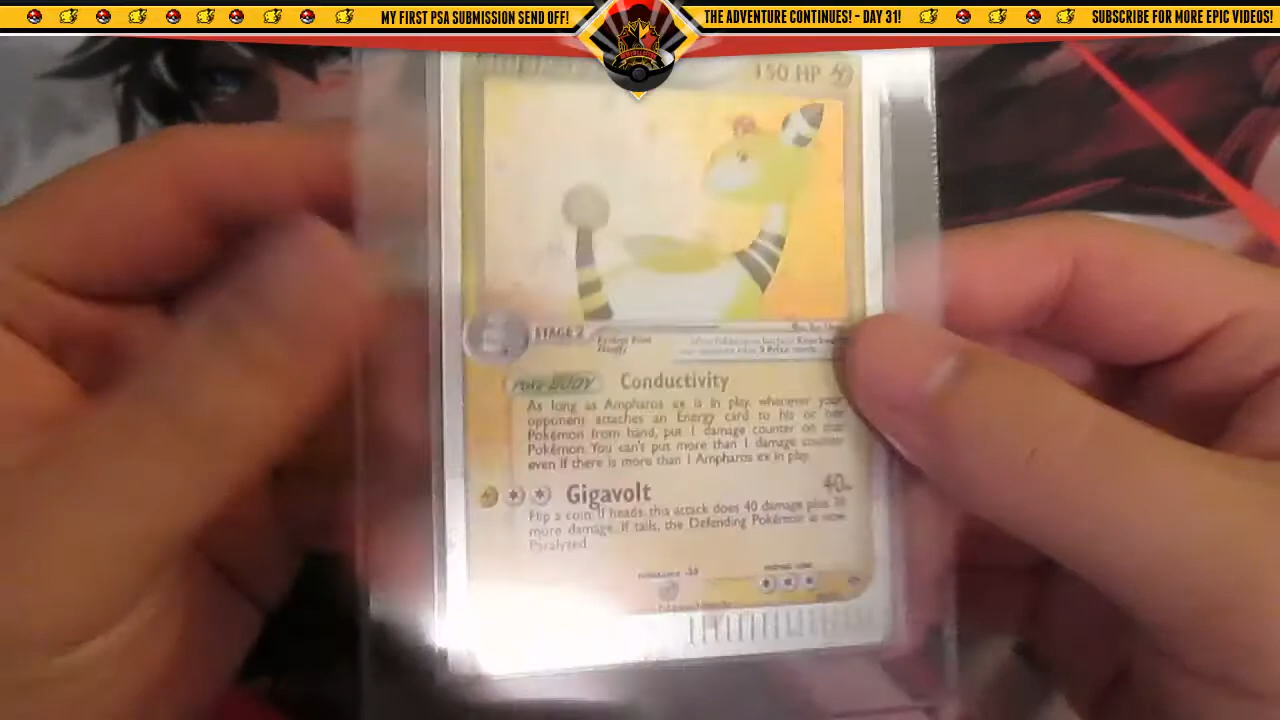 MY FIRST PSA SUBMISSION SEND OFF!
THE ADVENTURE CONTINUES! - DAY 31!
SUBSCRIBE FOR MORE EPIC VIDEOS!
150 HP
STAGE 2
POKé-BODY Conductivity
As long as Ampharos ex is in play, whenever your
opponent attaches an Energy card to his or her
Pokémon from hand, put 1 damage counter on that
Pokémon. You can't put more than 1 damage counter
even if there is more than 1 Ampharos ex in play.
Gigavolt 40
Flip a coin. If heads, this attack does 40 damage plus
more damage. If tails, the Defending Pokémon is now
Paralyzed.